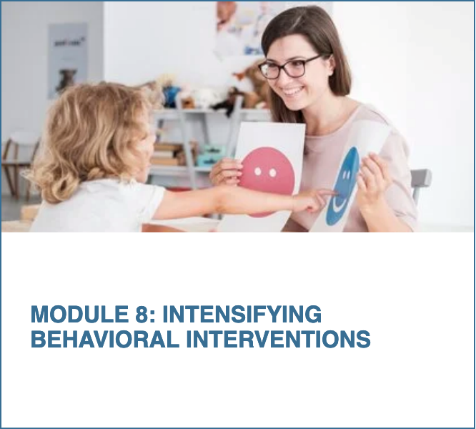 MODULE 8: INTENSIFYING
BEHAVIORAL INTERVENTIONS